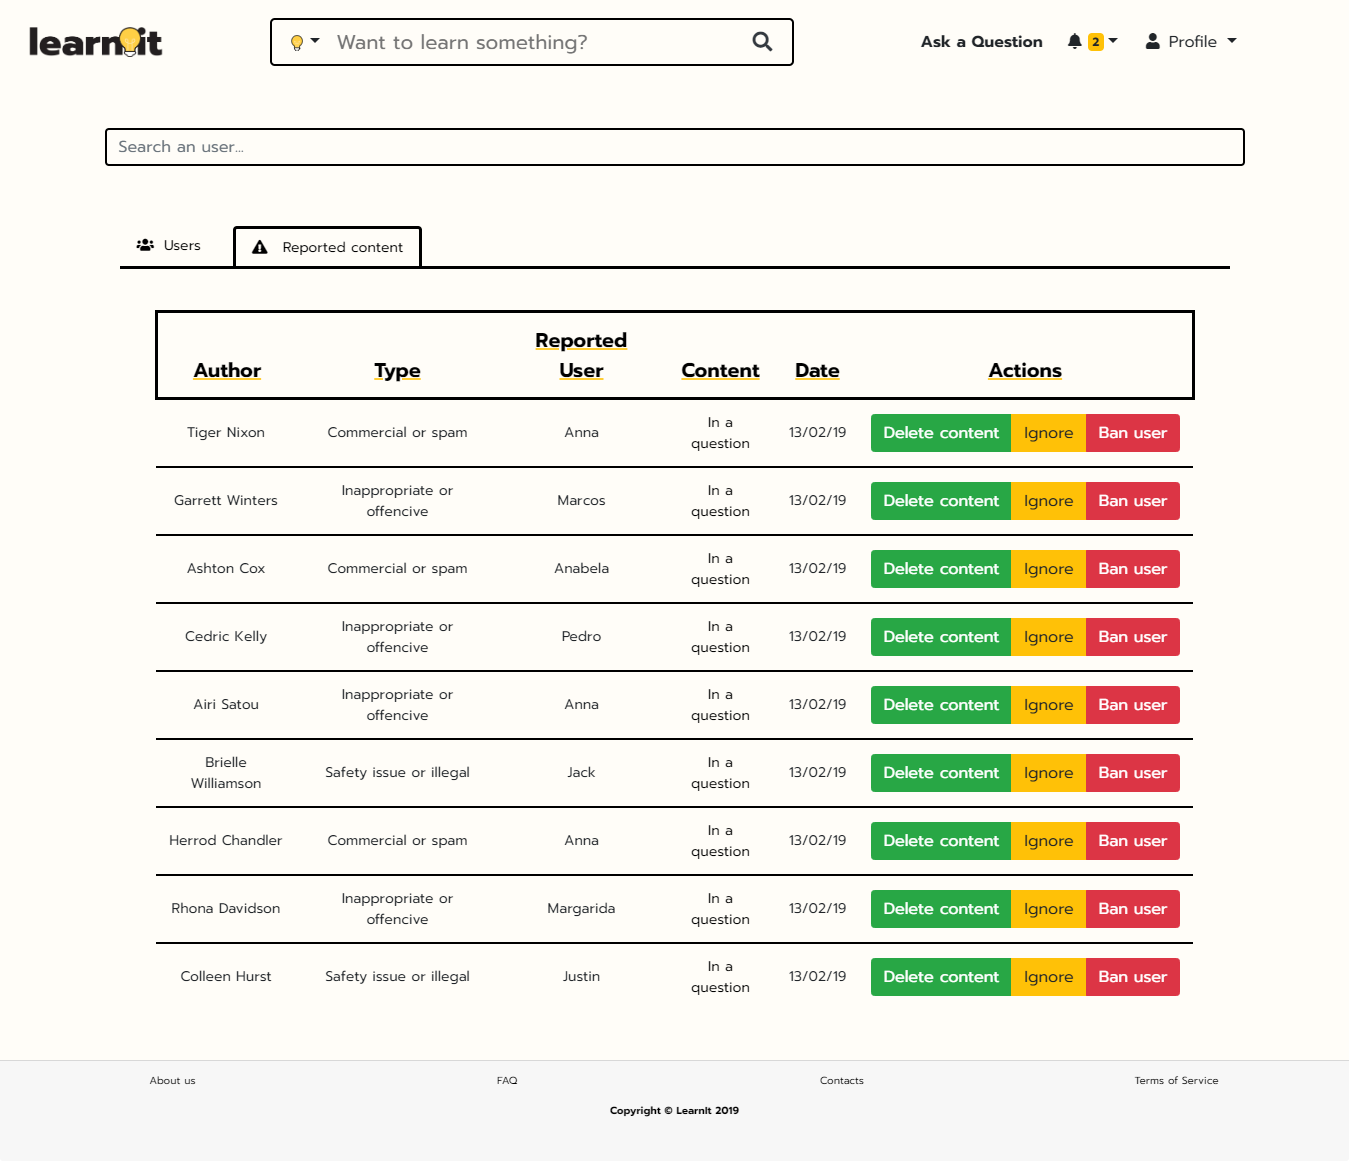 learnit
Want to learn something?
Ask a Question
2
Profile
Search an user...
Users
Reported content
Author Type Reported User Content Date Actions
Tiger Nixon Commercial or spam Anna In a question 13/02/19 Delete content Ignore Ban user
Garrett Winters Inappropriate or offencive Marcos In a question 13/02/19 Delete content Ignore Ban user
Ashton Cox Commercial or spam Anabela In a question 13/02/19 Delete content Ignore Ban user
Cedric Kelly Inappropriate or offencive Pedro In a question 13/02/19 Delete content Ignore Ban user
Airi Satou Inappropriate or offencive Anna In a question 13/02/19 Delete content Ignore Ban user
Brielle Williamson Safety issue or illegal Jack In a question 13/02/19 Delete content Ignore Ban user
Herrod Chandler Commercial or spam Anna In a question 13/02/19 Delete content Ignore Ban user
Rhona Davidson Inappropriate or offencive Margarida In a question 13/02/19 Delete content Ignore Ban user
Colleen Hurst Safety issue or illegal Justin In a question 13/02/19 Delete content Ignore Ban user
About us FAQ Contacts Terms of Service
Copyright © LearnIt 2019